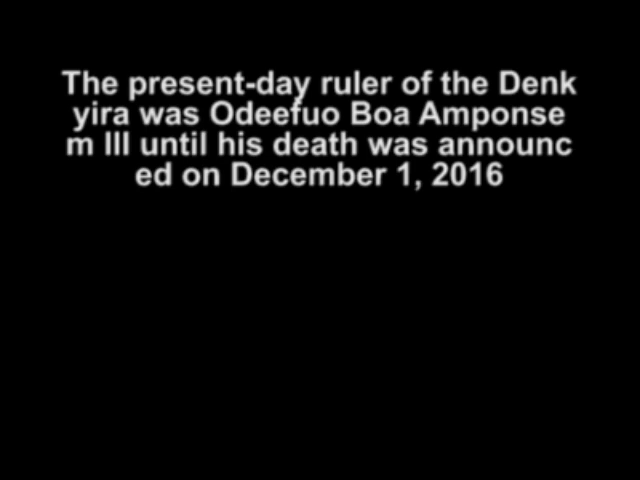 The present-day ruler of the Denk
yira was Odeefuo Boa Amponse
m III until his death was announc
ed on December 1, 2016